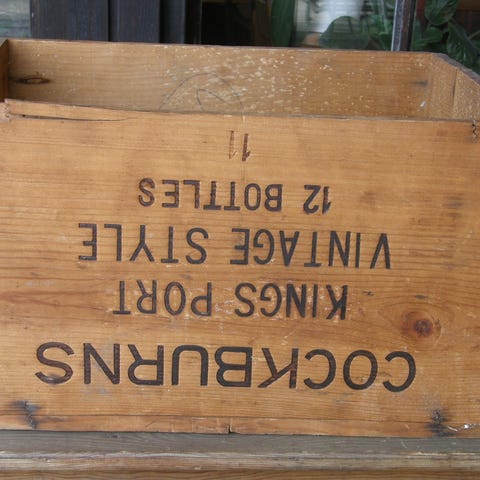 COCKBURNS
KINGS PORT
VINTAGE STYLE
12 BOTTLES
11